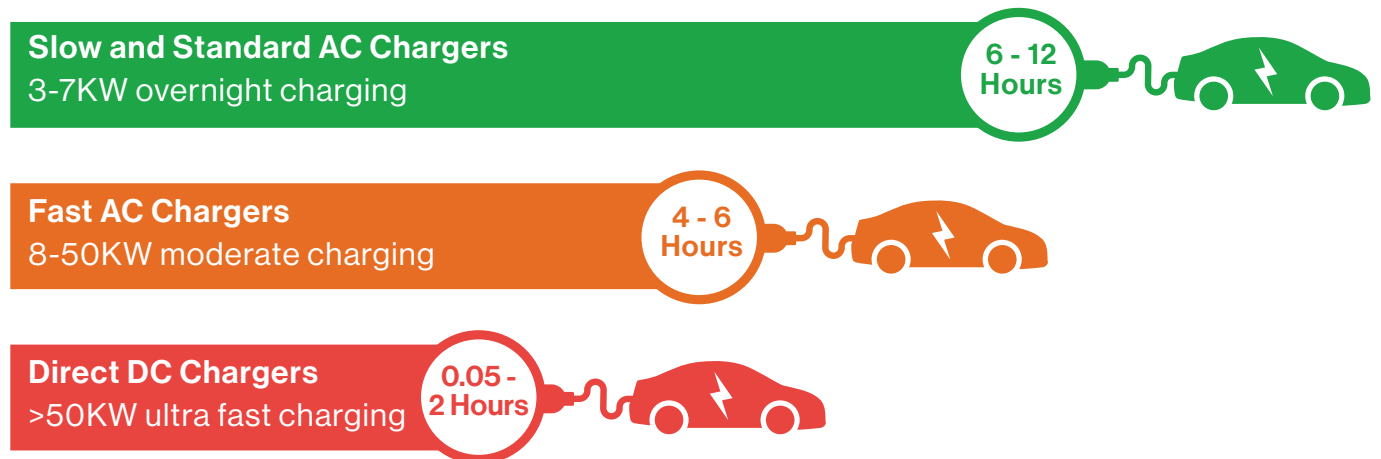 Slow and Standard AC Chargers
3-7KW overnight charging
6 - 12
Hours
Fast AC Chargers
8-50KW moderate charging
4 - 6
Hours
Direct DC Chargers
>50KW ultra fast charging
0.05 -
2 Hours